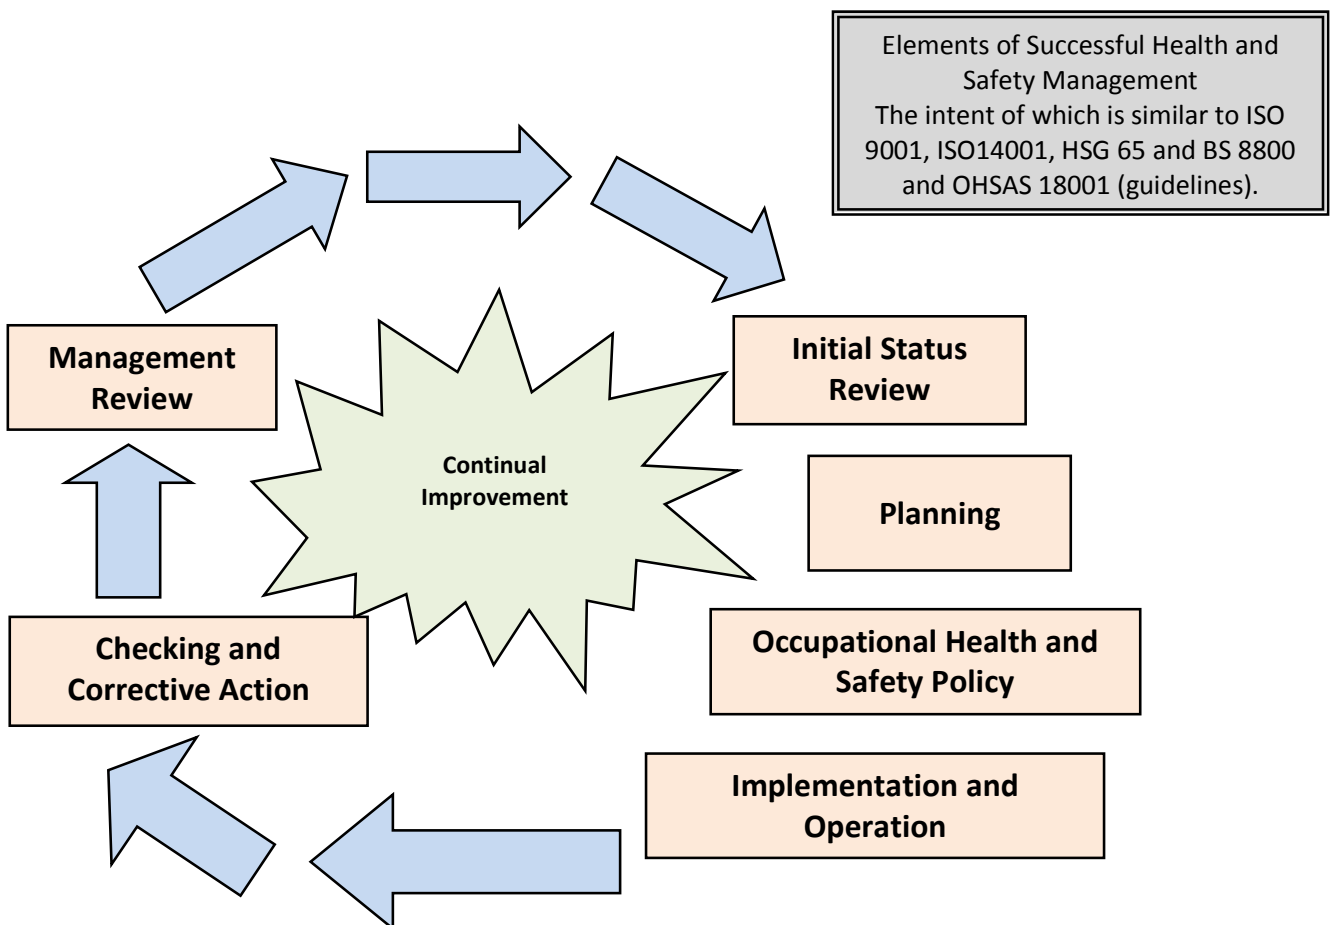 Elements of Successful Health and
Safety Management
The intent of which is similar to ISO
9001, ISO14001, HSG 65 and BS 8800
and OHSAS 18001 (guidelines).
Management
Review
Initial Status
Review
Continual
Improvement
Planning
Checking and
Corrective Action
Occupational Health and
Safety Policy
Implementation and
Operation